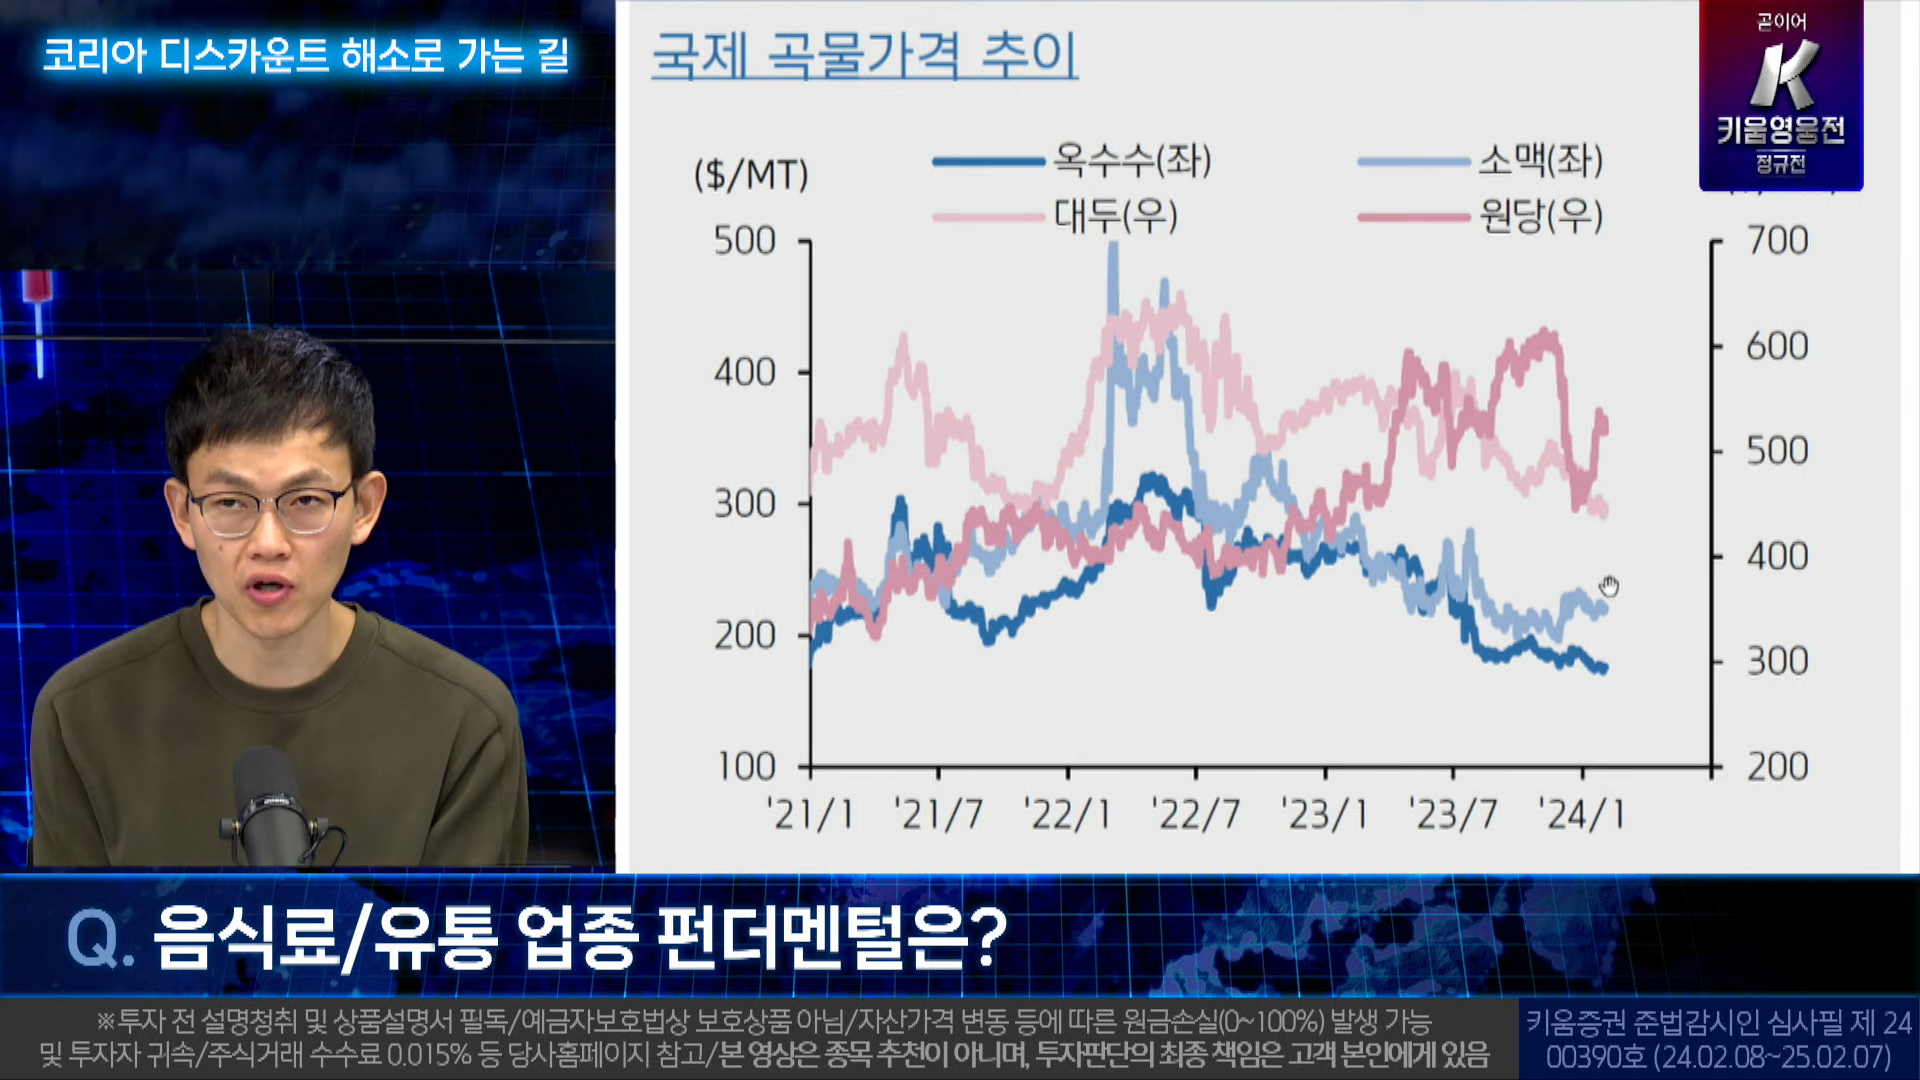 코리아 디스카운트 해소로 가는 길
국제 곡물가격 추이
곧이어
키움영웅전
정규전
($/MT)
옥수수(좌)
소맥(좌)
대두(우)
원당(우)
500
400
300
200
100
700
600
500
400
300
200
'21/1
'21/7
'22/1
'22/7
'23/1
'23/7
'24/1
Q. 음식료/유통 업종 펀더멘털은?
※투자 전 설명청취 및 상품설명서 필독/예금자보호법상 보호상품 아님/자산가격 변동 등에 따른 원금손실(0~100%) 발생 가능
및 투자자 귀속/주식거래 수수료 0.015% 등 당사홈페이지 참고/본 영상은 종목 추천이 아니며, 투자판단의 최종 책임은 고객 본인에게 있음
키움증권 준법감시인 심사필 제 24
00390호 (24.02.08~25.02.07)